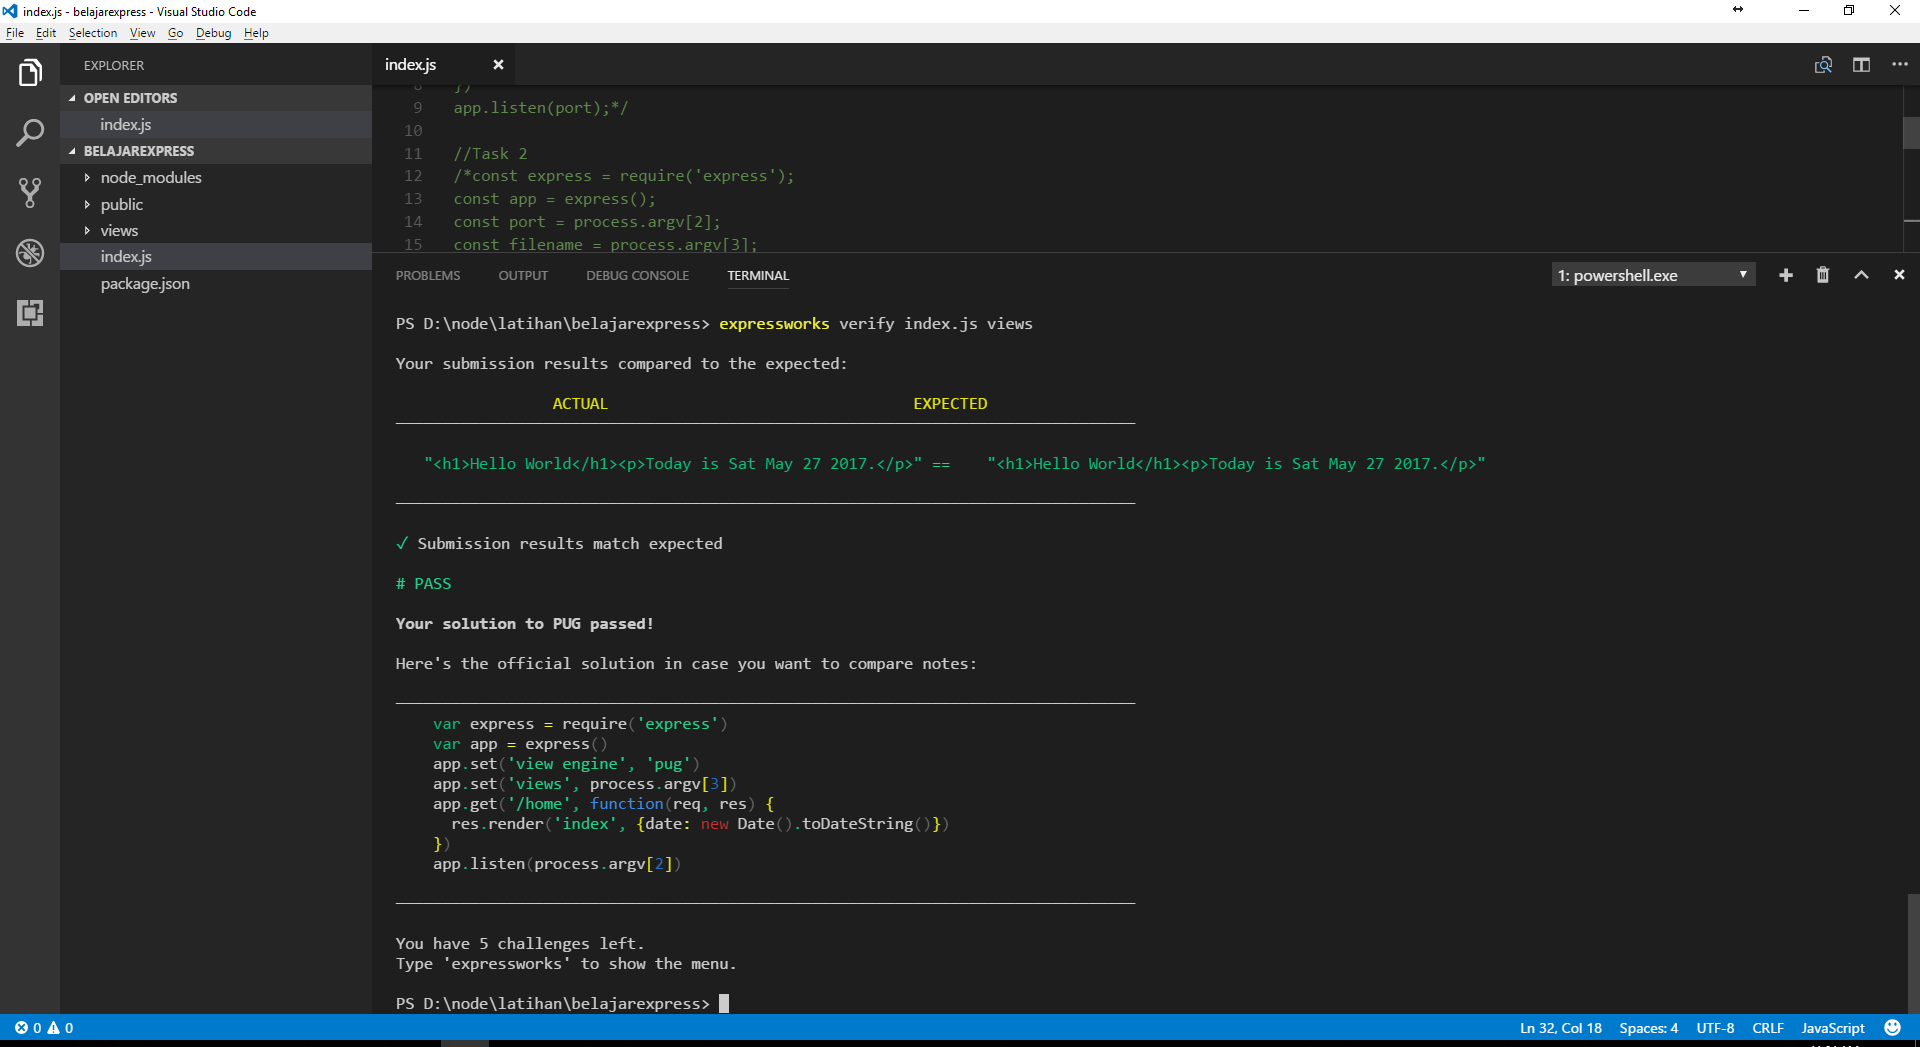 index.js - belajarexpress - Visual Studio Code
File Edit Selection View Go Debug Help
EXPLORER
OPEN EDITORS
index.js
BELAJAREXPRESS
node_modules
public
views
index.js
package.json
index.js
8 })
9 app.listen(port);*/
10
11 //Task 2
12 /*const express = require('express');
13 const app = express();
14 const port = process.argv[2];
15 const filename = process.argv[3];
PROBLEMS OUTPUT DEBUG CONSOLE TERMINAL
1: powershell.exe
PS D:\node\latihan\belajarexpress> expressworks verify index.js views
Your submission results compared to the expected:
ACTUAL EXPECTED
"<h1>Hello World</h1><p>Today is Sat May 27 2017.</p>" == "<h1>Hello World</h1><p>Today is Sat May 27 2017.</p>"
✓ Submission results match expected
# PASS
Your solution to PUG passed!
Here's the official solution in case you want to compare notes:
var express = require('express')
var app = express()
app.set('view engine', 'pug')
app.set('views', process.argv[3])
app.get('/home', function(req, res) {
res.render('index', {date: new Date().toDateString()})
})
app.listen(process.argv[2])
You have 5 challenges left.
Type 'expressworks' to show the menu.
PS D:\node\latihan\belajarexpress>
0 0
Ln 32, Col 18 Spaces: 4 UTF-8 CRLF JavaScript